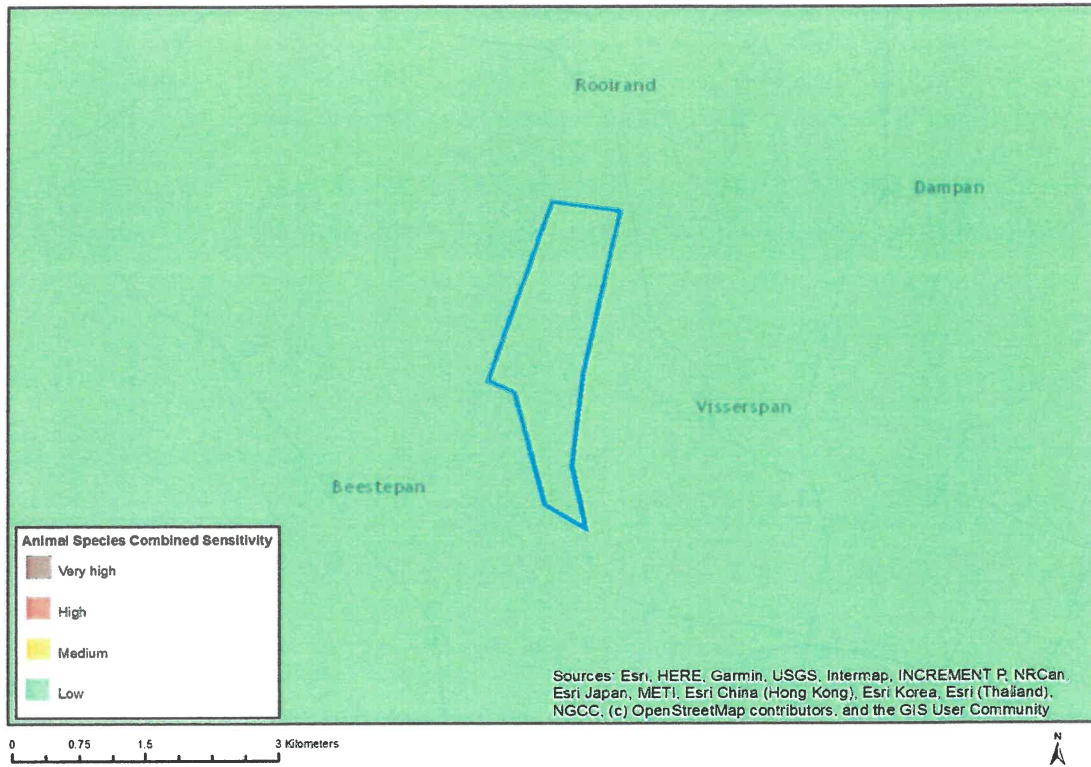 Rooirand
Dampan
Visserspan
Beestepan
Animal Species Combined Sensitivity
Very high
High
Medium
Low
Sources: Esri, HERE, Garmin, USGS, Intermap, INCREMENT P, NRCan,
Esri Japan, METI, Esri China (Hong Kong), Esri Korea, Esri (Thailand),
NGCC, (c) OpenStreetMap contributors, and the GIS User Community
0 0.75 1.5 3 Kilometers
N